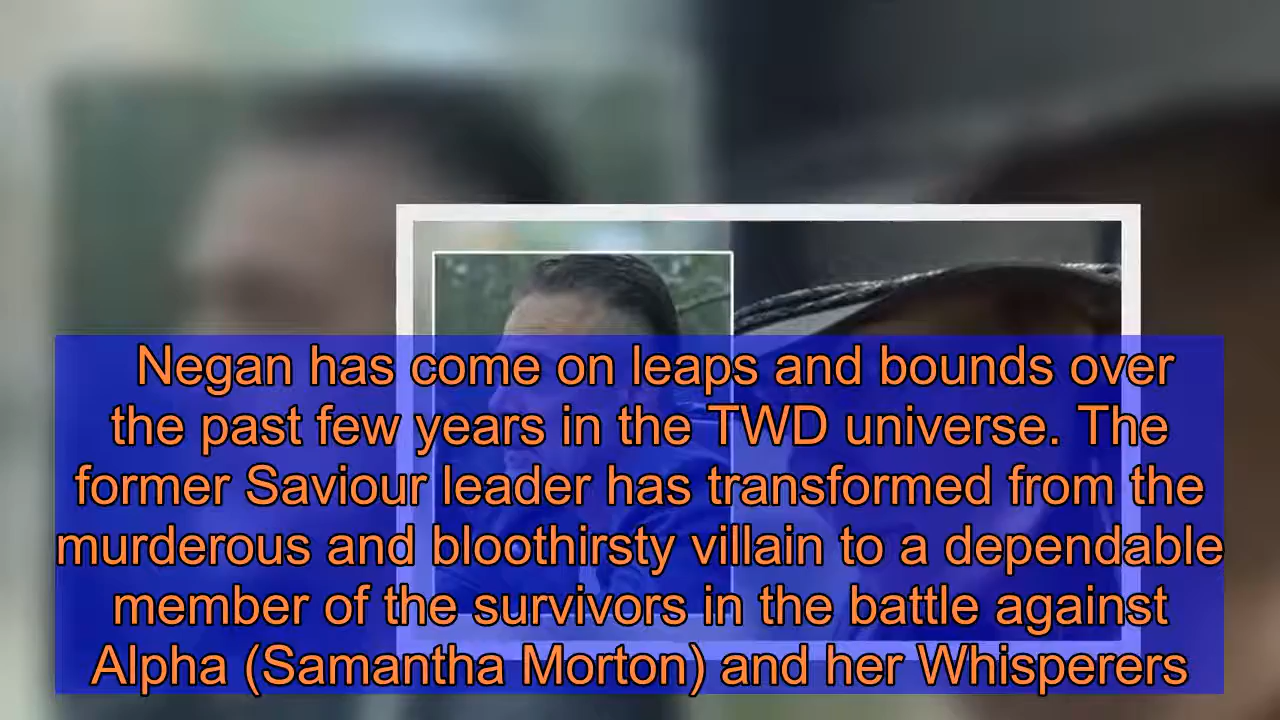 Negan has come on leaps and bounds over
the past few years in the TWD universe. The
former Saviour leader has transformed from the
murderous and bloothirsty villain to a dependable
member of the survivors in the battle against
Alpha (Samantha Morton) and her Whisperers